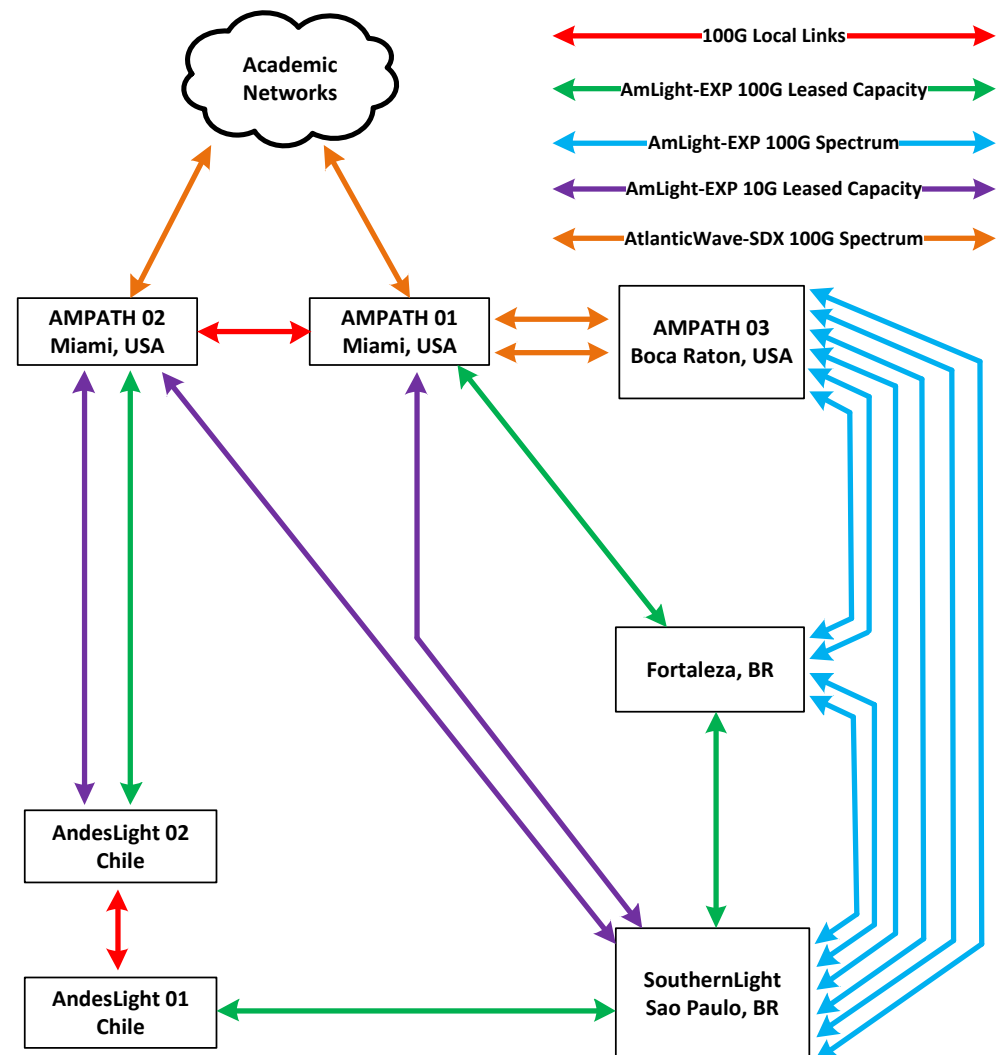 Academic
Networks
100G Local Links
AmLight-EXP 100G Leased Capacity
AmLight-EXP 100G Spectrum
AmLight-EXP 10G Leased Capacity
AtlanticWave-SDX 100G Spectrum
AMPATH 02
Miami, USA
AMPATH 01
Miami, USA
AMPATH 03
Boca Raton, USA
Fortaleza, BR
AndesLight 02
Chile
AndesLight 01
Chile
SouthernLight
Sao Paulo, BR